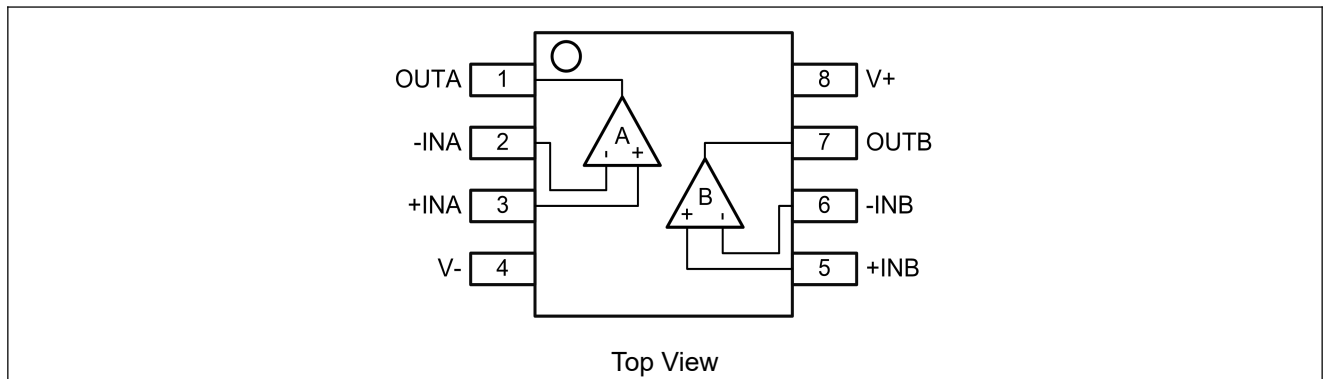 OUTA 1 8 V+
A
-INA 2 7 OUTB
- +
+INA 3 B 6 -INB
+ -
V- 4 5 +INB
Top View